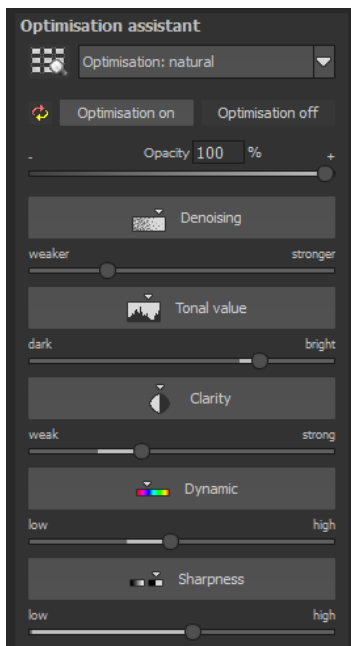 Optimisation assistant
Optimisation: natural
Optimisation on Optimisation off
- Opacity 100 % +
Denoising
weaker stronger
Tonal value
dark bright
Clarity
weak strong
Dynamic
low high
Sharpness
low high